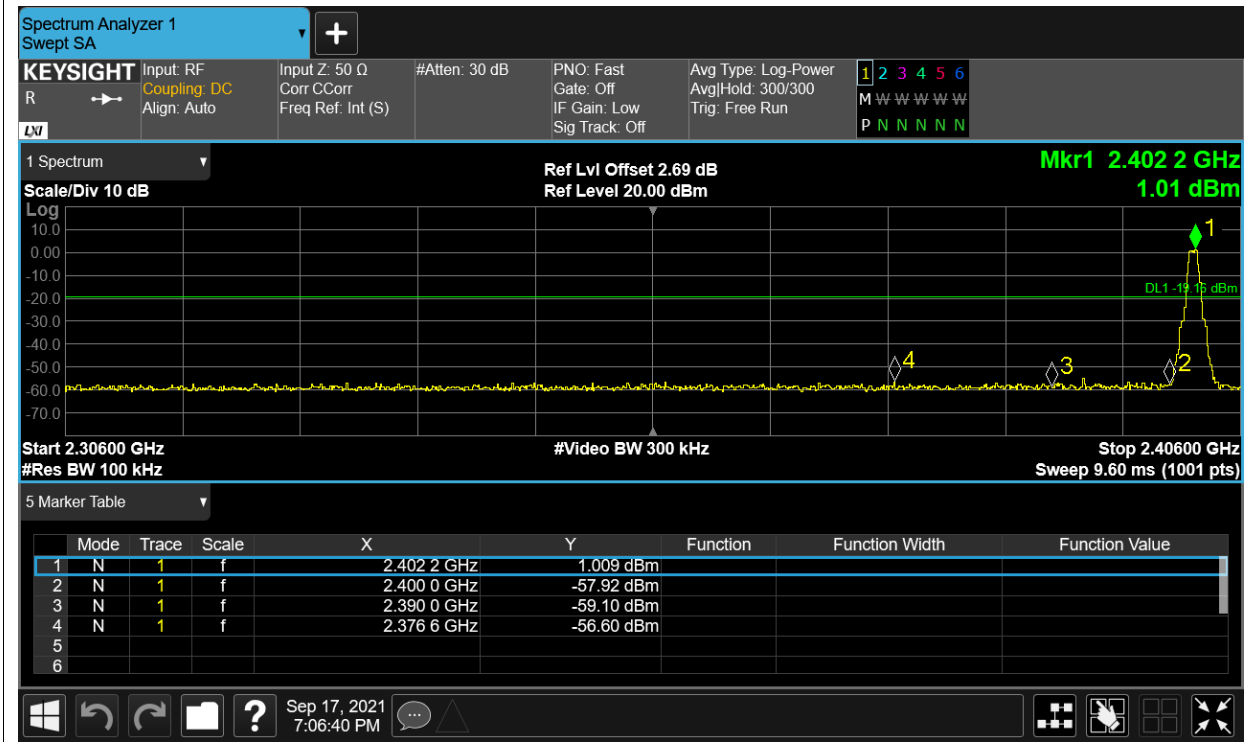 Spectrum Analyzer 1
Swept SA
KEYSIGHT
R
LXI
Input: RF
Coupling: DC
Align: Auto
Input Z: 50 Ω
Corr CCorr
Freq Ref: Int (S)
#Atten: 30 dB
PNO: Fast
Gate: Off
IF Gain: Low
Sig Track: Off
Avg Type: Log-Power
Avg|Hold: 300/300
Trig: Free Run
1 2 3 4 5 6
M W W W W W
P N N N N N
1 Spectrum
Scale/Div 10 dB
Ref Lvl Offset 2.69 dB
Ref Level 20.00 dBm
Mkr1 2.402 2 GHz
1.01 dBm
Log
10.0
0.00
-10.0
-20.0
-30.0
-40.0
-50.0
-60.0
-70.0
1
DL1 -19.16 dBm
4
3
2
Start 2.30600 GHz
#Video BW 300 kHz
Stop 2.40600 GHz
#Res BW 100 kHz
Sweep 9.60 ms (1001 pts)
5 Marker Table
Mode Trace Scale X Y Function Function Width Function Value
1 N 1 f 2.402 2 GHz 1.009 dBm
2 N 1 f 2.400 0 GHz -57.92 dBm
3 N 1 f 2.390 0 GHz -59.10 dBm
4 N 1 f 2.376 6 GHz -56.60 dBm
5
6
?
Sep 17, 2021
7:06:40 PM